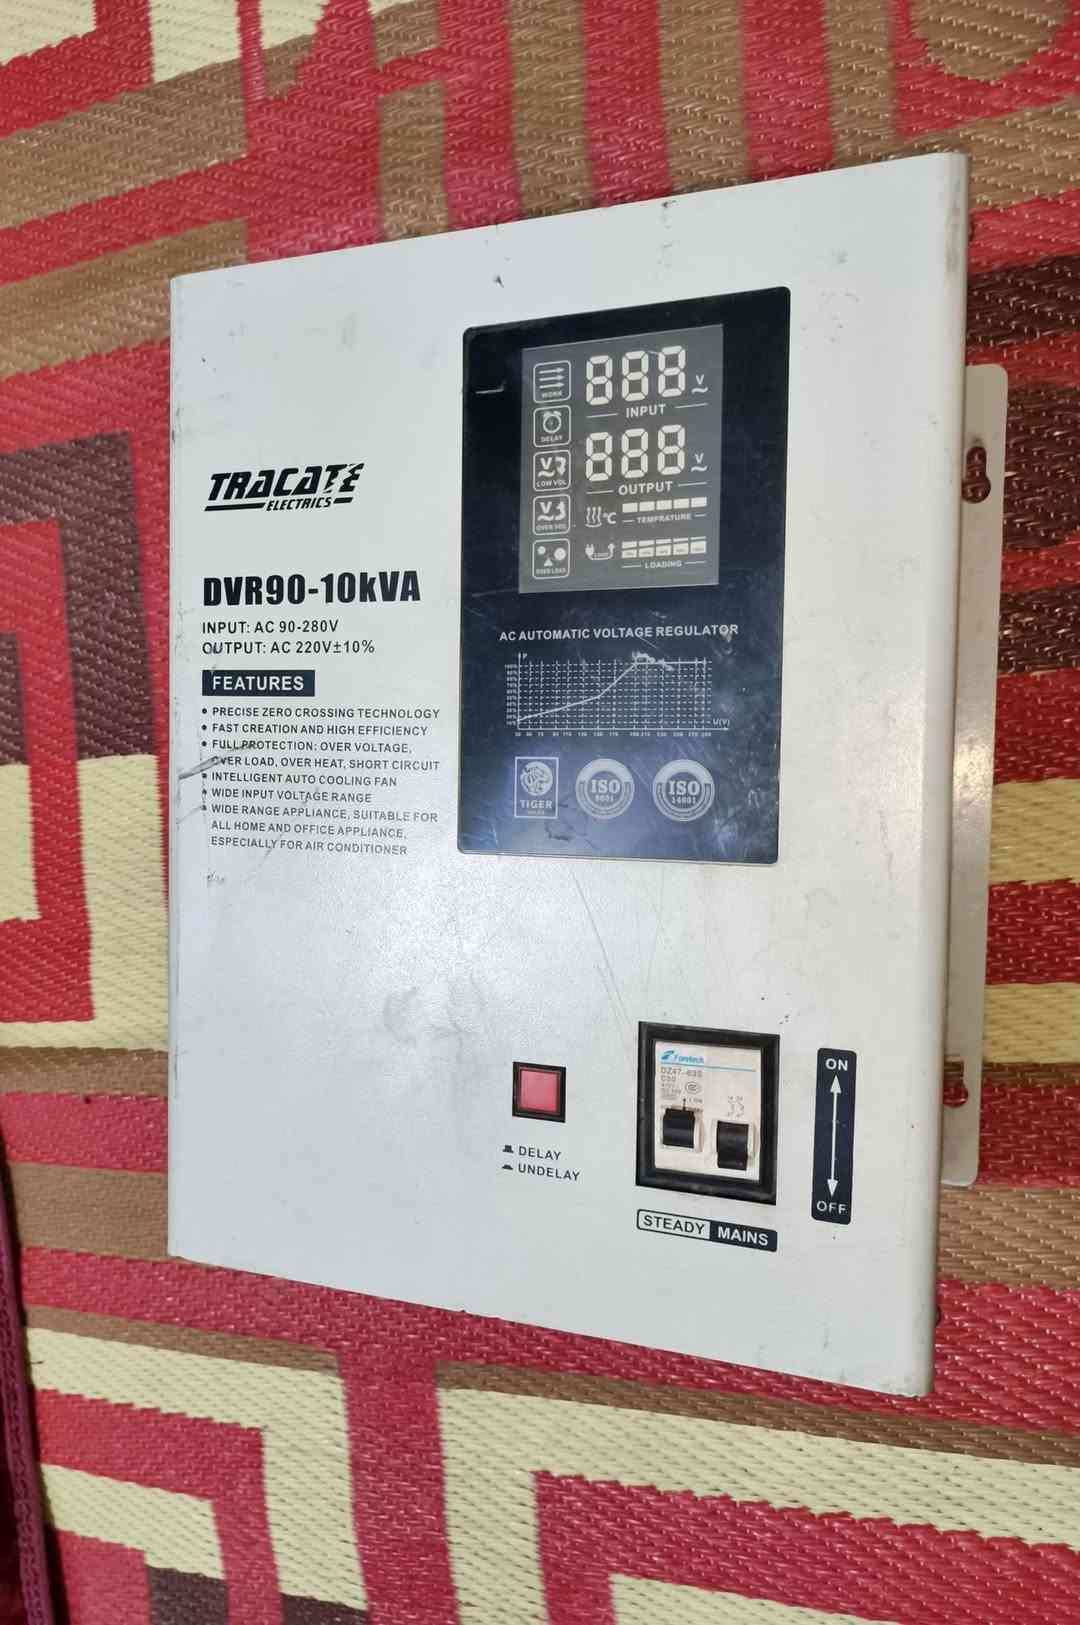 TRACATE
ELECTRICS
DVR90-10kVA
INPUT: AC 90-280V
OUTPUT: AC 220V±10%
FEATURES
• PRECISE ZERO CROSSING TECHNOLOGY
• FAST CREATION AND HIGH EFFICIENCY
• FULL PROTECTION: OVER VOLTAGE,
OVER LOAD, OVER HEAT, SHORT CIRCUIT
• INTELLIGENT AUTO COOLING FAN
• WIDE INPUT VOLTAGE RANGE
• WIDE RANGE APPLIANCE, SUITABLE FOR
ALL HOME AND OFFICE APPLIANCE,
ESPECIALLY FOR AIR CONDITIONER
WORK
DELAY
LOW VOL
OVER VOL
OVER LOAD
888 V
INPUT
888 V
OUTPUT
°C
TEMPRATURE
LOADING
AC AUTOMATIC VOLTAGE REGULATOR
P
U(V)
TIGER
ISO
9001
ISO
14001
DELAY
UNDELAY
Foretech
DZ47-63S
STEADY MAINS
ON
OFF